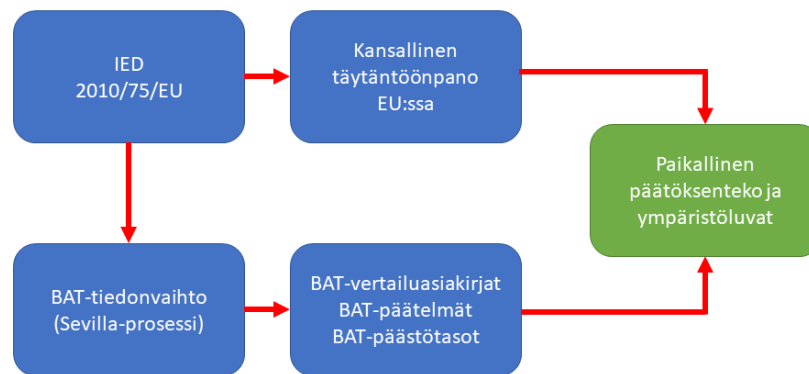 IED
2010/75/EU
Kansallinen
täytäntöönpano
EU:ssa
Paikallinen
päätöksenteko ja
ympäristöluvat
BAT-tiedonvaihto
(Sevilla-prosessi)
BAT-vertailuasiakirjat
BAT-päätelmät
BAT-päästötasot